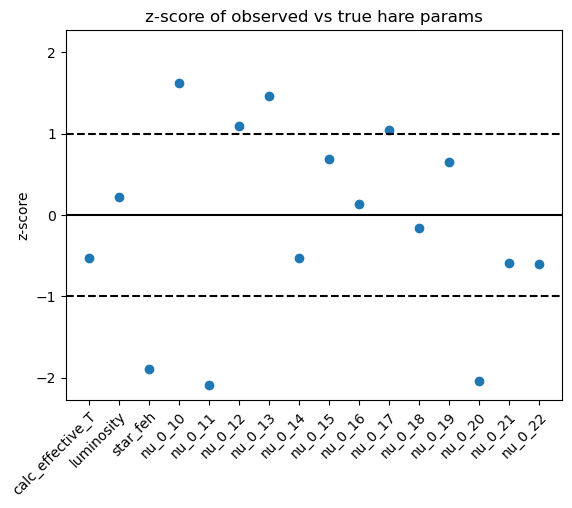 z-score of observed vs true hare params
z-score
2
1
0
−1
−2
calc_effective_T
luminosity
star_feh
nu_0_10
nu_0_11
nu_0_12
nu_0_13
nu_0_14
nu_0_15
nu_0_16
nu_0_17
nu_0_18
nu_0_19
nu_0_20
nu_0_21
nu_0_22